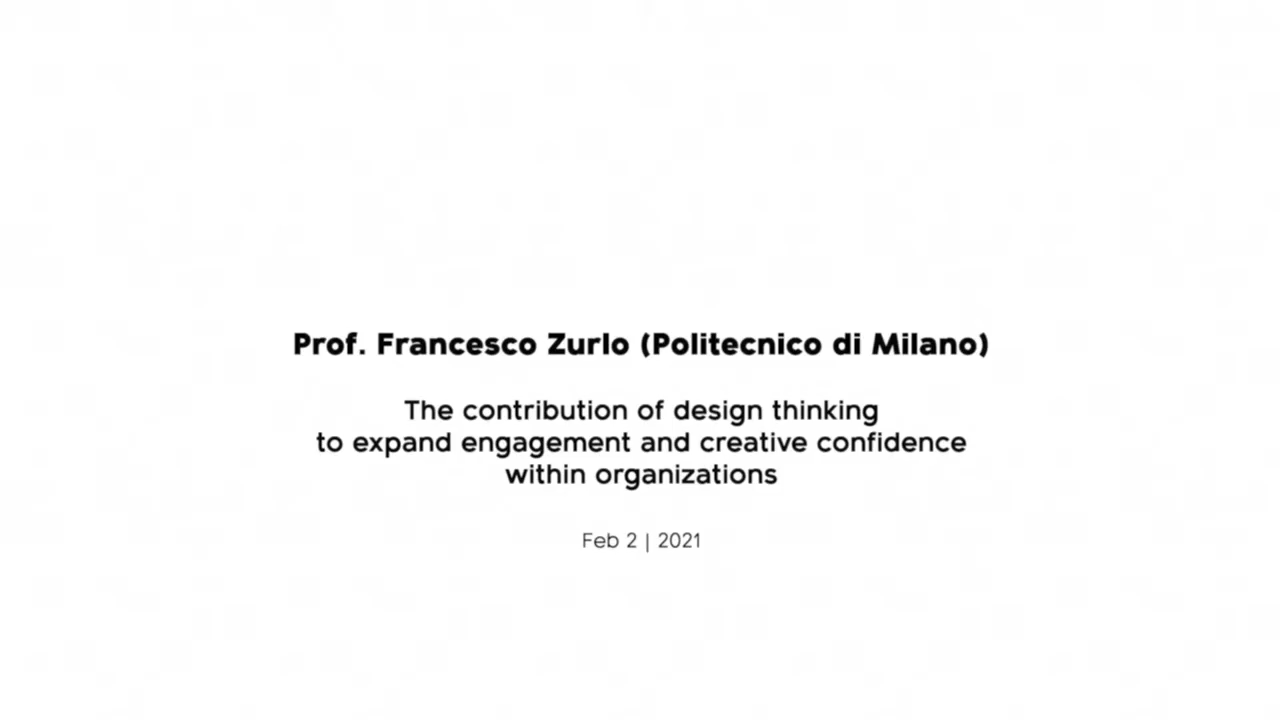 Prof. Francesco Zurlo (Politecnico di Milano)
The contribution of design thinking
to expand engagement and creative confidence
within organizations
Feb 2 | 2021